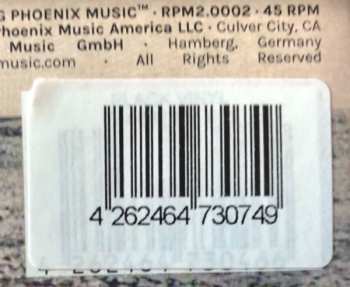 G PHOENIX MUSIC™ · RPM2.0002 · 45 RPM
hoenix Music America LLC · Culver City, CA
Music GmbH · Hamberg, Germany
music.com · All Rights Reserved
4 262464 730749